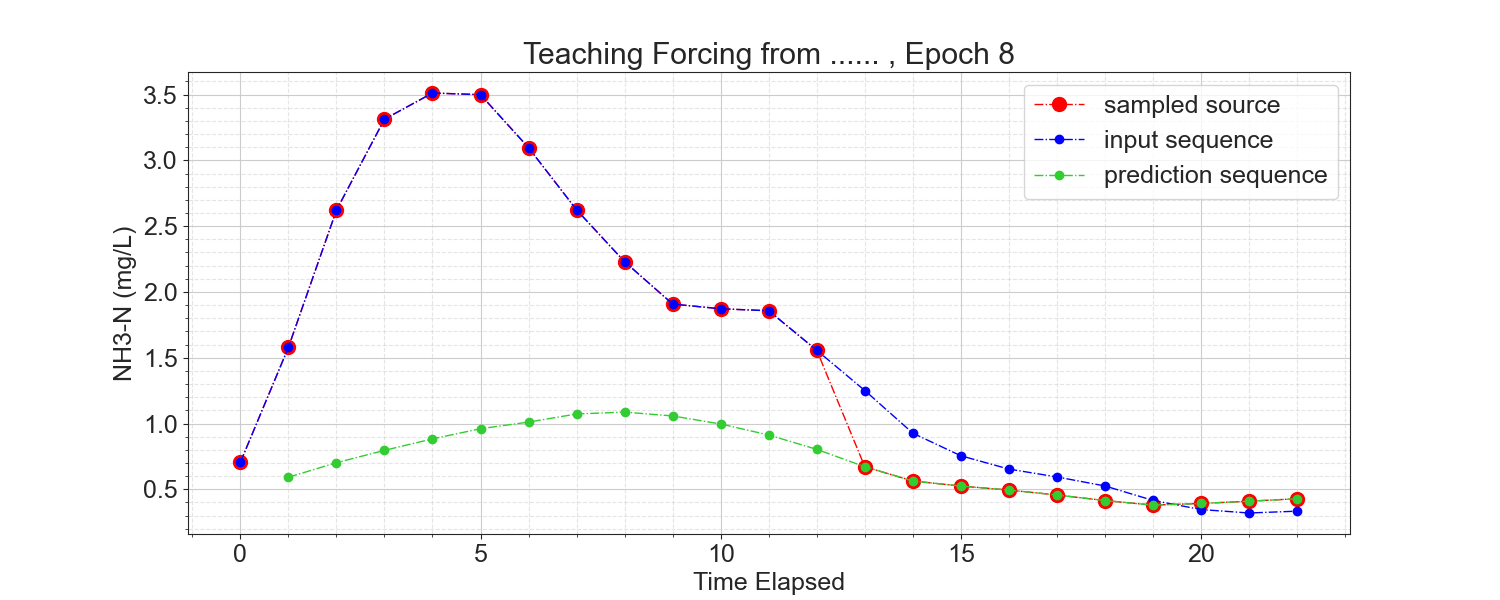 Teaching Forcing from ...... , Epoch 8
sampled source
input sequence
prediction sequence
NH3-N (mg/L)
3.5
3.0
2.5
2.0
1.5
1.0
0.5
0 5 10 15 20
Time Elapsed